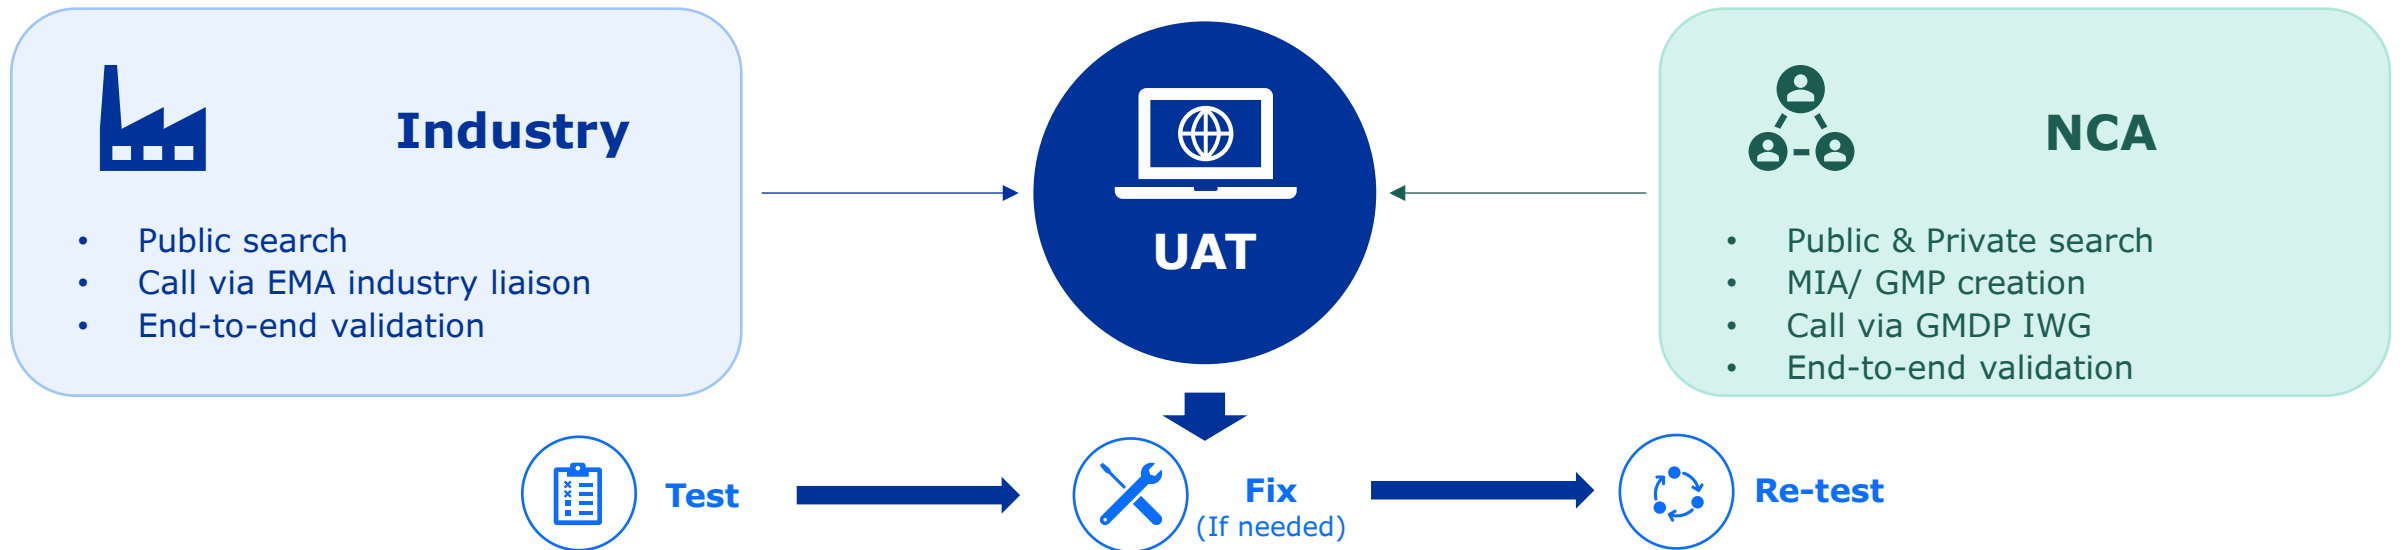 Industry
• Public search
• Call via EMA industry liaison
• End-to-end validation
UAT
NCA
• Public & Private search
• MIA/ GMP creation
• Call via GMDP IWG
• End-to-end validation
Test
Fix
(If needed)
Re-test